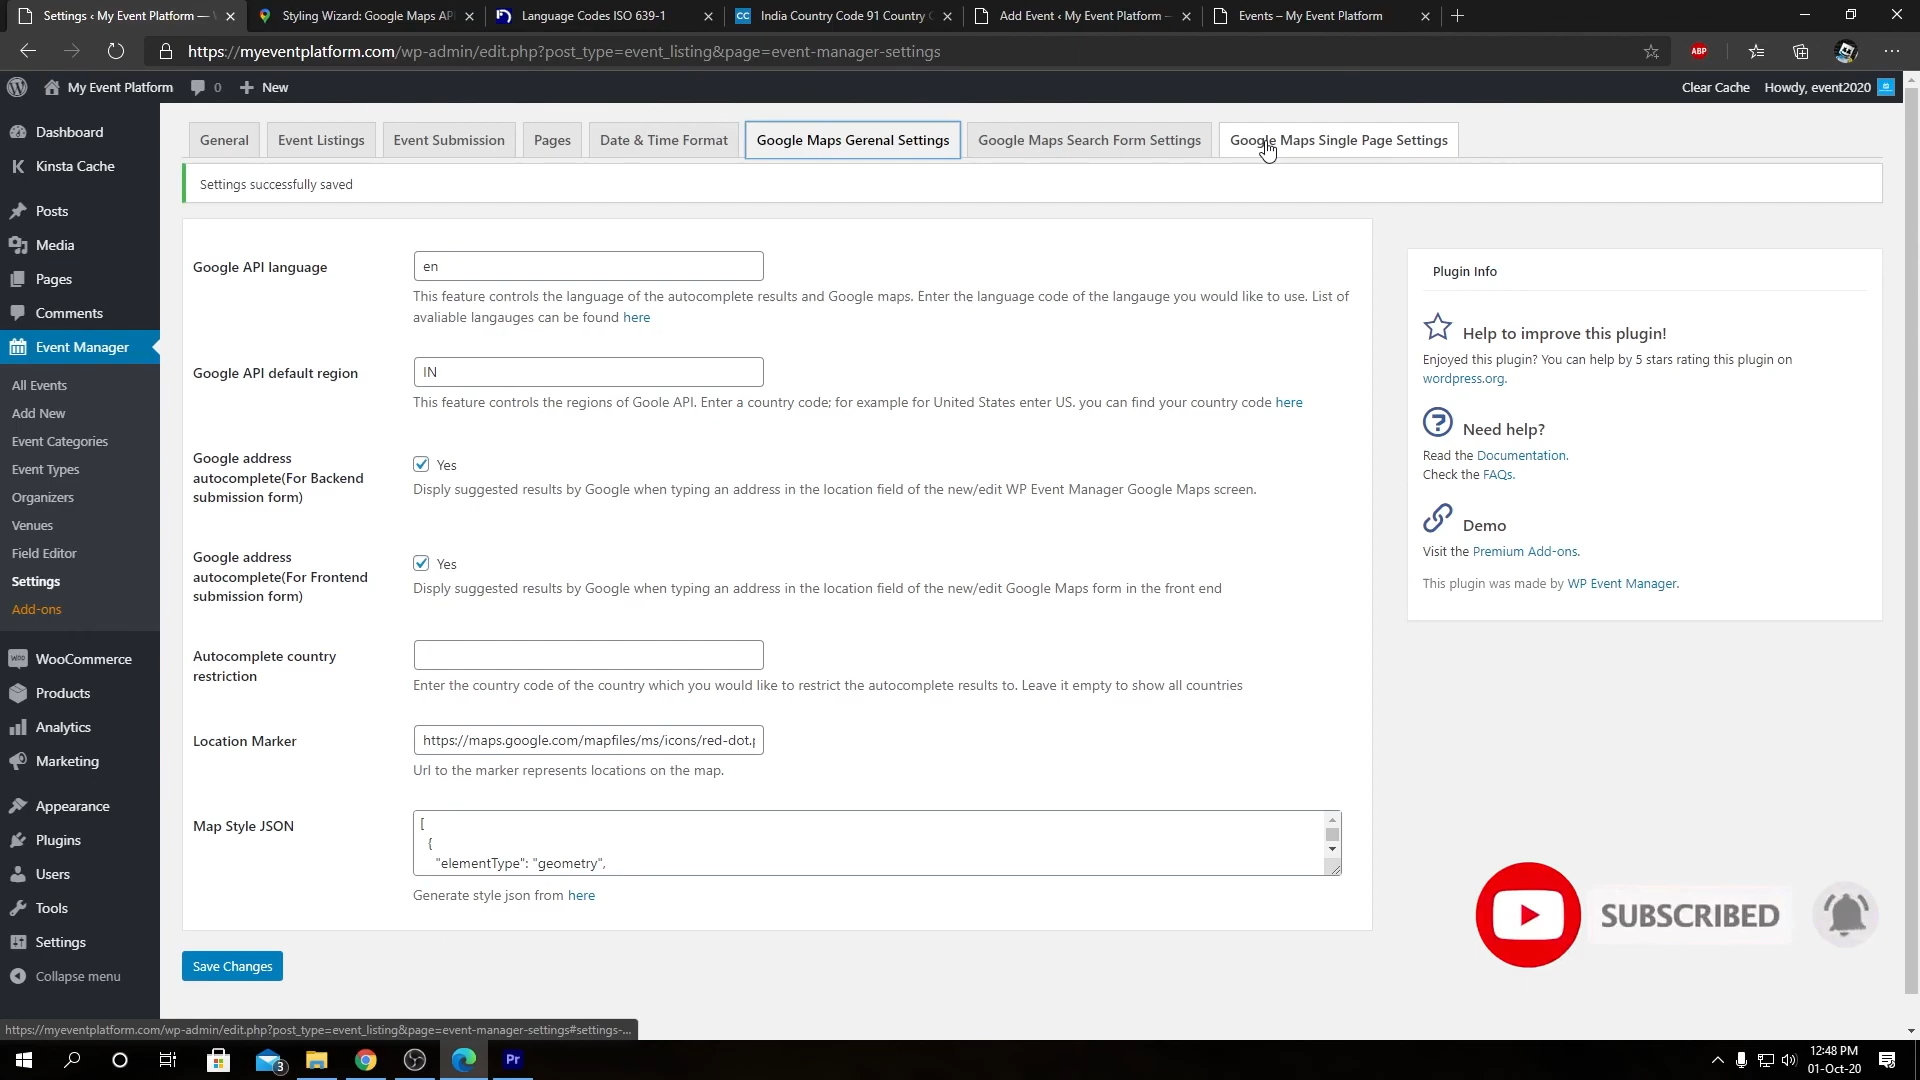 Settings ‹ My Event Platform —
Styling Wizard: Google Maps API
Language Codes ISO 639-1
CC India Country Code 91 Country C
Add Event ‹ My Event Platform —
Events – My Event Platform
https://myeventplatform.com/wp-admin/edit.php?post_type=event_listing&page=event-manager-settings
ABP
My Event Platform
0
New
Clear Cache
Howdy, event2020
Dashboard
Kinsta Cache
Posts
Media
Pages
Comments
Event Manager
All Events
Add New
Event Categories
Event Types
Organizers
Venues
Field Editor
Settings
Add-ons
WooCommerce
Products
Analytics
Marketing
Appearance
Plugins
Users
Tools
Settings
Collapse menu
General
Event Listings
Event Submission
Pages
Date & Time Format
Google Maps Gerenal Settings
Google Maps Search Form Settings
Google Maps Single Page Settings
Settings successfully saved
Google API language
en
This feature controls the language of the autocomplete results and Google maps. Enter the language code of the langauge you would like to use. List of
avaliable langauges can be found here
Google API default region
IN
This feature controls the regions of Goole API. Enter a country code; for example for United States enter US. you can find your country code here
Google address
autocomplete(For Backend
submission form)
Yes
Disply suggested results by Google when typing an address in the location field of the new/edit WP Event Manager Google Maps screen.
Google address
autocomplete(For Frontend
submission form)
Yes
Disply suggested results by Google when typing an address in the location field of the new/edit Google Maps form in the front end
Autocomplete country
restriction
Enter the country code of the country which you would like to restrict the autocomplete results to. Leave it empty to show all countries
Location Marker
https://maps.google.com/mapfiles/ms/icons/red-dot.p
Url to the marker represents locations on the map.
Map Style JSON
[
{
"elementType": "geometry",
Generate style json from here
Save Changes
Plugin Info
Help to improve this plugin!
Enjoyed this plugin? You can help by 5 stars rating this plugin on
wordpress.org.
Need help?
Read the Documentation.
Check the FAQs.
Demo
Visit the Premium Add-ons.
This plugin was made by WP Event Manager.
SUBSCRIBED
https://myeventplatform.com/wp-admin/edit.php?post_type=event_listing&page=event-manager-settings#settings-...
3
Pr
12:48 PM
01-Oct-20